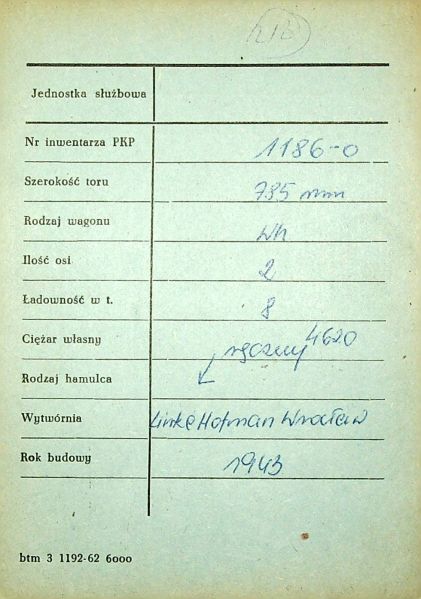 21B
Jednostka służbowa
Nr inwentarza PKP 1186-0
Szerokość toru 785 mm
Rodzaj wagonu Wh
Ilość osi 2
Ładowność w t. 8
Ciężar własny 4620
ręczny
Rodzaj hamulca
Wytwórnia Linke Hofman Wrocław
Rok budowy 1943
btm 3 1192-62 6000